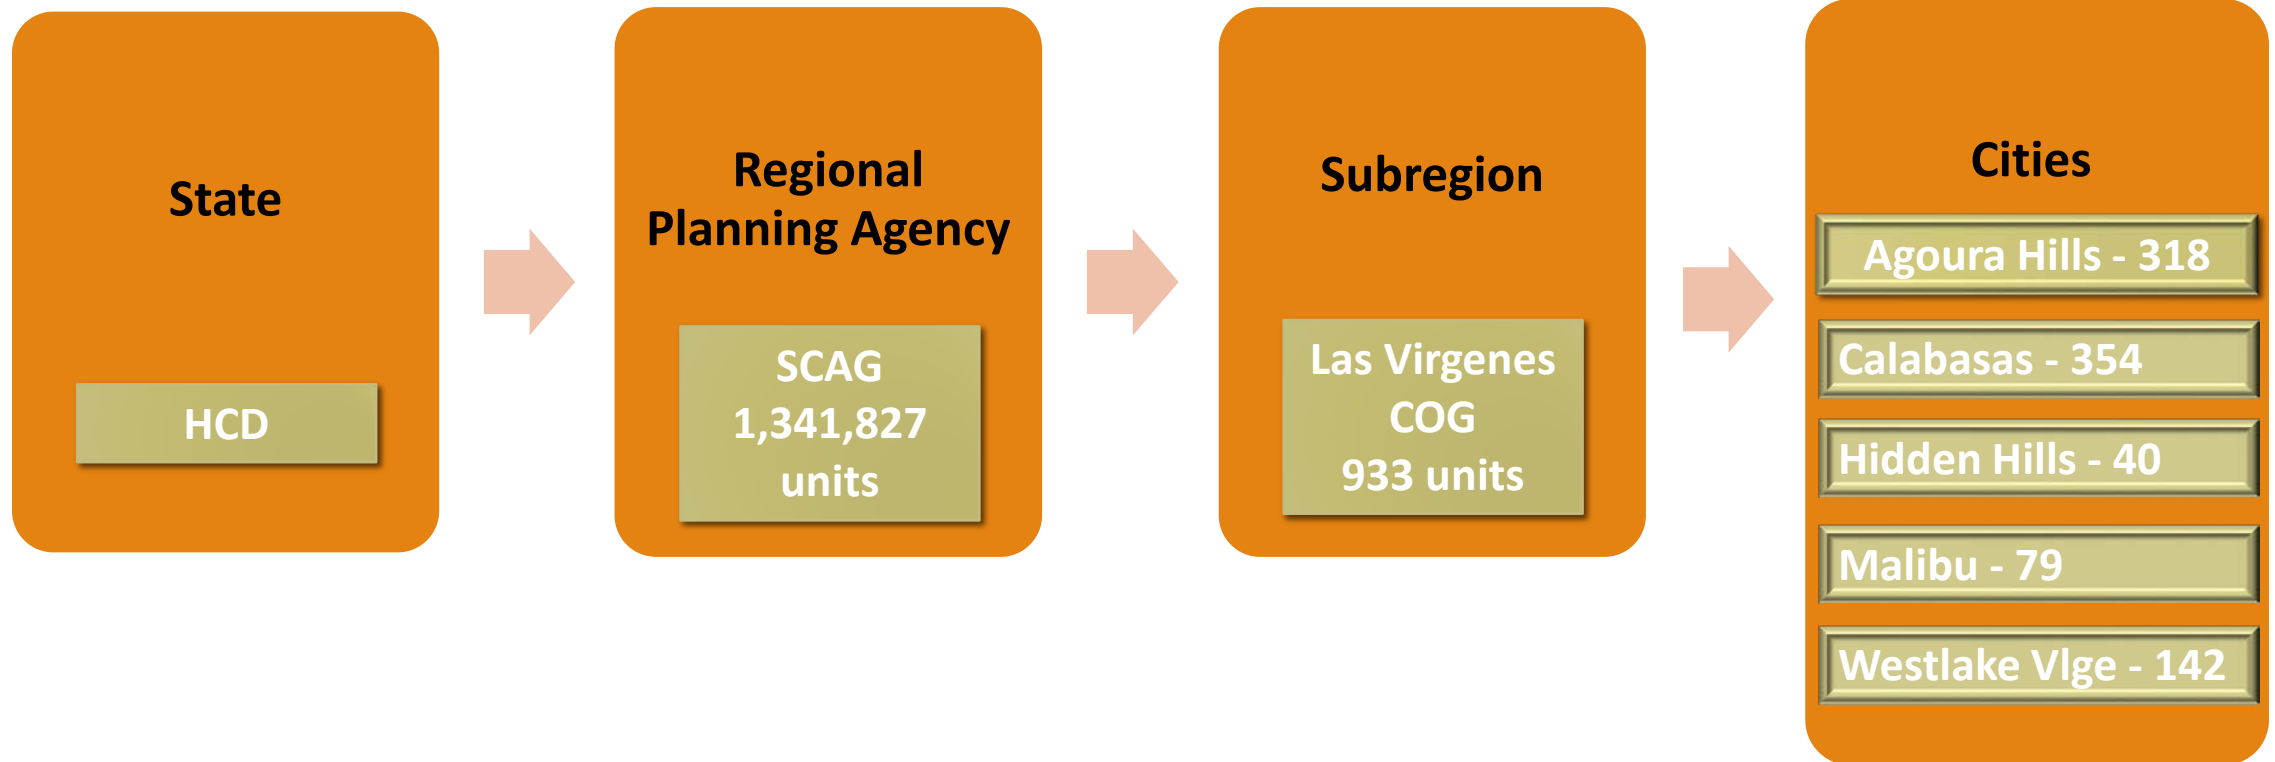 State
HCD
Regional
Planning Agency
SCAG
1,341,827
units
Subregion
Las Virgenes
COG
933 units
Cities
Agoura Hills - 318
Calabasas - 354
Hidden Hills - 40
Malibu - 79
Westlake Vlge - 142